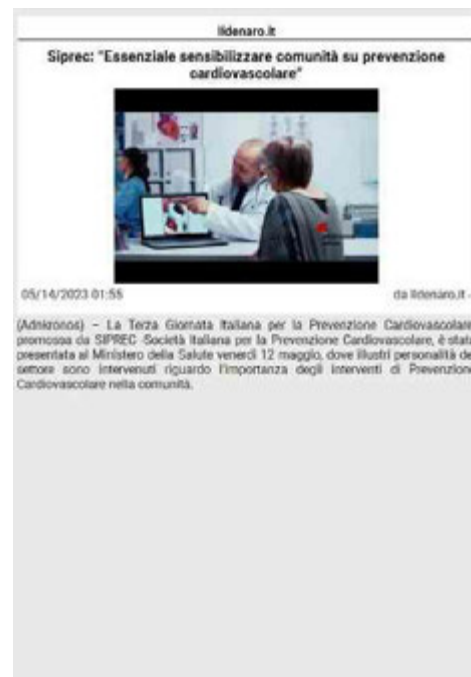 Ildenaro.it
Siprec: "Essenziale sensibilizzare comunità su prevenzione
cardiovascolare"
05/14/2023 01:55
da Ildenaro.it -
(Adnkronos) – La Terza Giornata Italiana per la Prevenzione Cardiovascolare
promossa da SIPREC -Società Italiana per la Prevenzione Cardiovascolare, è stata
presentata al Ministero della Salute venerdì 12 maggio, dove illustri personalità de
settore sono intervenuti riguardo l'importanza degli interventi di Prevenzione
Cardiovascolare nella comunità.